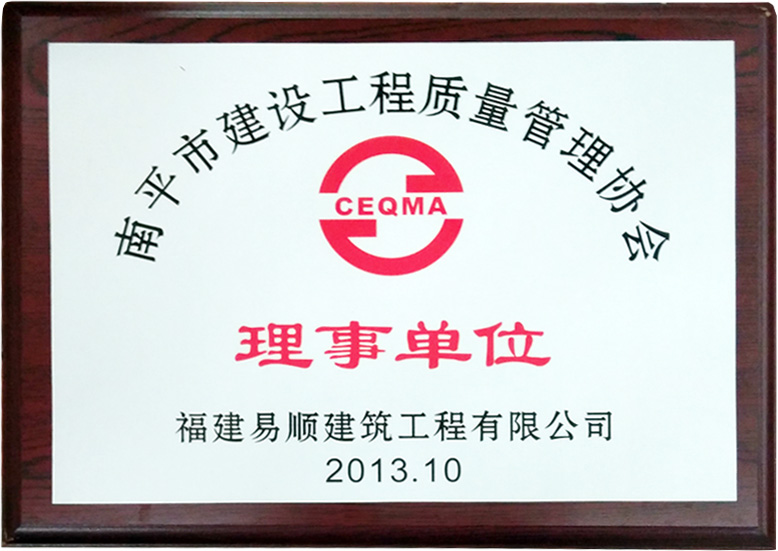 南平市建设工程质量管理协会
CEQMA
理事单位
福建易顺建筑工程有限公司
2013.10